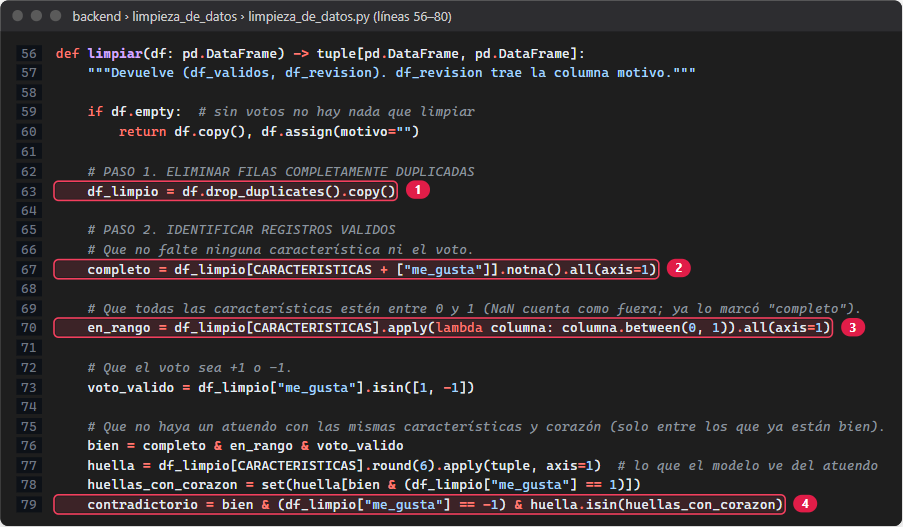 backend › limpieza_de_datos › limpieza_de_datos.py (líneas 56–80)
56 def limpiar(df: pd.DataFrame) -> tuple[pd.DataFrame, pd.DataFrame]:
57     """Devuelve (df_validos, df_revision). df_revision trae la columna motivo."""
58
59     if df.empty:  # sin votos no hay nada que limpiar
60         return df.copy(), df.assign(motivo="")
61
62     # PASO 1. ELIMINAR FILAS COMPLETAMENTE DUPLICADAS
63     df_limpio = df.drop_duplicates().copy() 1
64
65     # PASO 2. IDENTIFICAR REGISTROS VALIDOS
66     # Que no falte ninguna característica ni el voto.
67     completo = df_limpio[CARACTERISTICAS + ["me_gusta"]].notna().all(axis=1) 2
68
69     # Que todas las características estén entre 0 y 1 (NaN cuenta como fuera; ya lo marcó "completo").
70     en_rango = df_limpio[CARACTERISTICAS].apply(lambda columna: columna.between(0, 1)).all(axis=1) 3
71
72     # Que el voto sea +1 o -1.
73     voto_valido = df_limpio["me_gusta"].isin([1, -1])
74
75     # Que no haya un atuendo con las mismas características y corazón (solo entre los que ya están bien).
76     bien = completo & en_rango & voto_valido
77     huella = df_limpio[CARACTERISTICAS].round(6).apply(tuple, axis=1)  # lo que el modelo ve del atuendo
78     huellas_con_corazon = set(huella[bien & (df_limpio["me_gusta"] == 1)])
79     contradictorio = bien & (df_limpio["me_gusta"] == -1) & huella.isin(huellas_con_corazon) 4